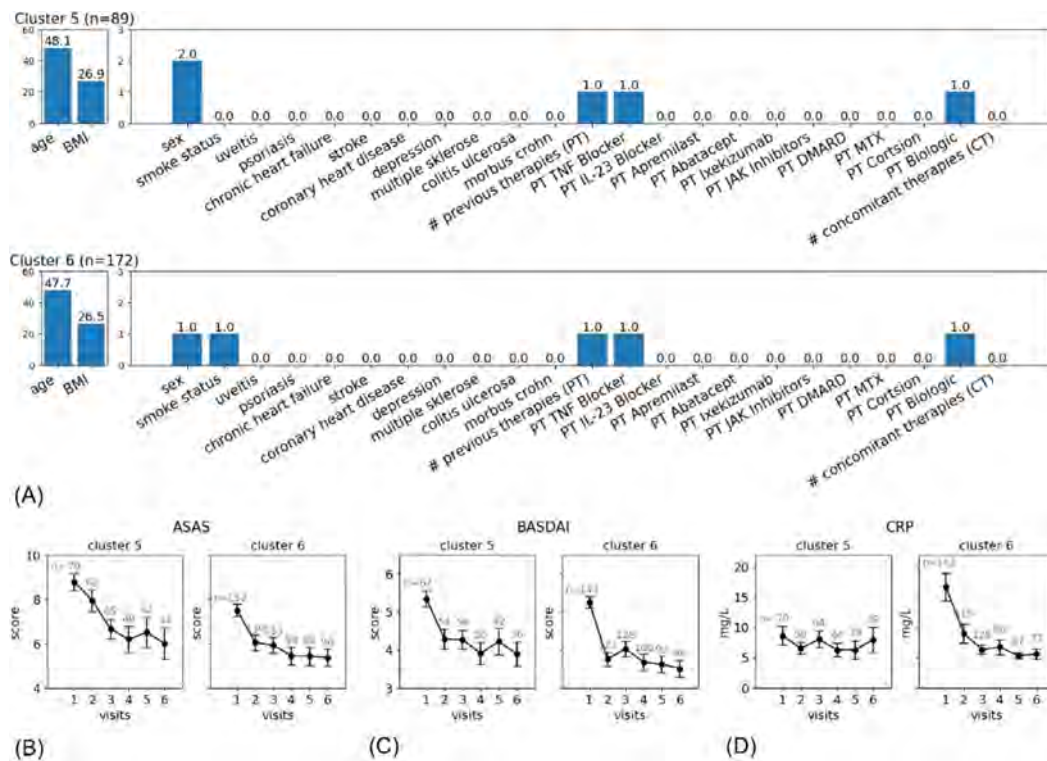 Cluster 5 (n=89)
60 40 20 0
48.1 26.9
age BMI
3 2 1 0
2.0 0.0 0.0 0.0 0.0 0.0 0.0 0.0 0.0 0.0 0.0 1.0 1.0 0.0 0.0 0.0 0.0 0.0 0.0 0.0 0.0 1.0 0.0
sex
smoke status
uveitis
psoriasis
chronic heart failure
stroke
coronary heart disease
depression
multiple sklerose
colitis ulcerosa
morbus crohn
# previous therapies (PT)
PT TNF Blocker
PT IL-23 Blocker
PT Apremilast
PT Abatacept
PT Ixekizumab
PT JAK Inhibitors
PT DMARD
PT MTX
PT Cortsion
PT Biologic
# concomitant therapies (CT)
Cluster 6 (n=172)
60 40 20 0
47.7 26.5
age BMI
3 2 1 0
1.0 1.0 0.0 0.0 0.0 0.0 0.0 0.0 0.0 0.0 0.0 1.0 1.0 0.0 0.0 0.0 0.0 0.0 0.0 0.0 0.0 1.0 0.0
sex
smoke status
uveitis
psoriasis
chronic heart failure
stroke
coronary heart disease
depression
multiple sklerose
colitis ulcerosa
morbus crohn
# previous therapies (PT)
PT TNF Blocker
PT IL-23 Blocker
PT Apremilast
PT Abatacept
PT Ixekizumab
PT JAK Inhibitors
PT DMARD
PT MTX
PT Cortsion
PT Biologic
# concomitant therapies (CT)
(A)
ASAS
cluster 5
cluster 6
score
10 8 6 4
1 2 3 4 5 6
visits
score
1 2 3 4 5 6
visits
(B)
BASDAI
cluster 5
cluster 6
score
6 5 4 3
1 2 3 4 5 6
visits
score
1 2 3 4 5 6
visits
(C)
CRP
cluster 5
cluster 6
mg/L
20 15 10 5 0
1 2 3 4 5 6
visits
mg/L
1 2 3 4 5 6
visits
(D)